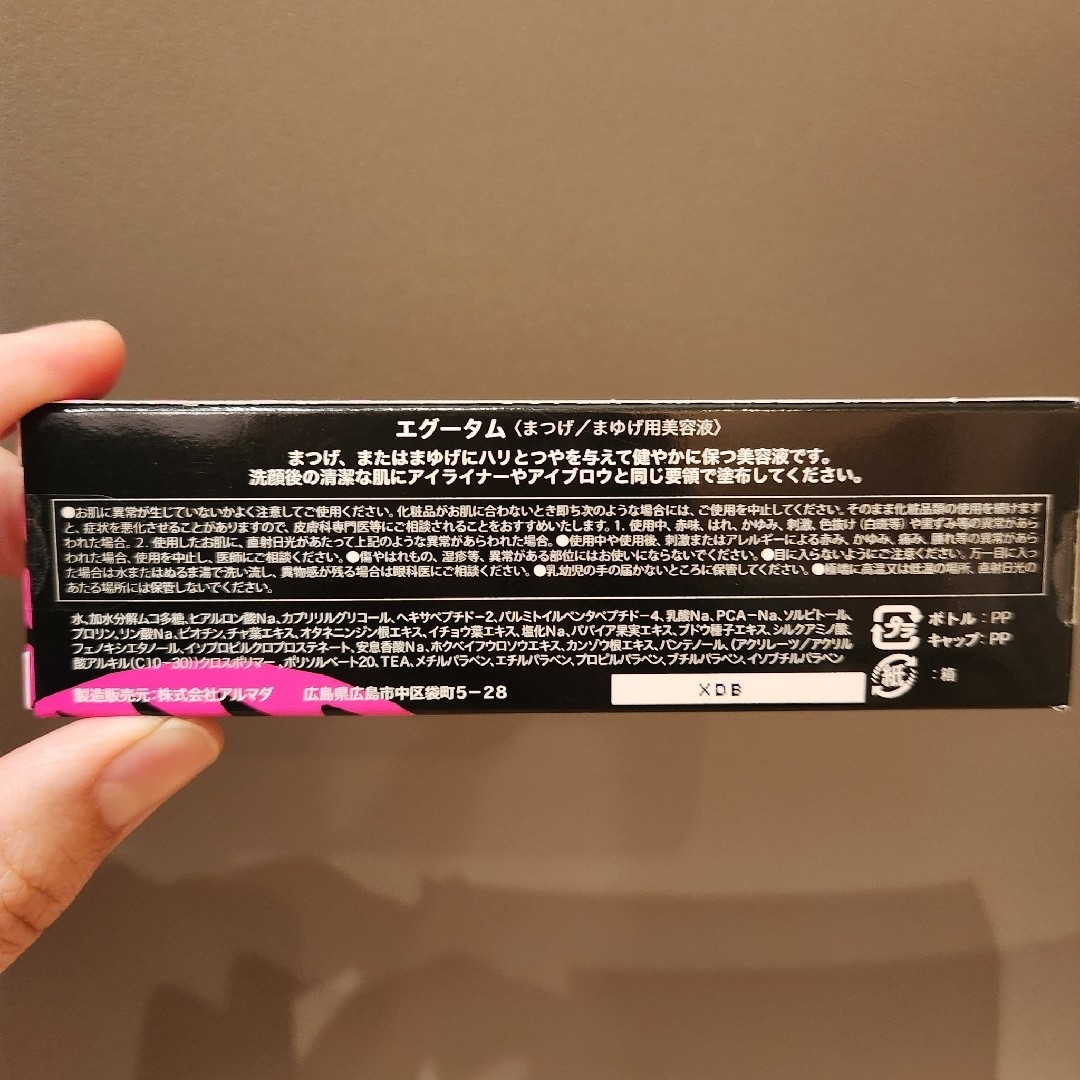 エグータム〈まつげ／まゆげ用美容液〉
まつげ、またはまゆげにハリとつやを与えて健やかに保つ美容液です。
洗顔後の清潔な肌にアイライナーやアイブロウと同じ要領で塗布してください。
●お肌に異常が生じていないかよく注意してご使用ください。化粧品がお肌に合わないとき即ち次のような場合には、ご使用を中止してください。そのまま化粧品類の使用を続けます
と、症状を悪化させることがありますので、皮膚科専門医等にご相談されることをおすすめいたします。1. 使用中、赤味、はれ、かゆみ、刺激、色抜け（白斑等）や黒ずみ等の異常があら
われた場合。2. 使用したお肌に、直射日光があたって上記のような異常があらわれた場合。●使用中や使用後、刺激またはアレルギーによる赤み、かゆみ、痛み、腫れ等の異常があら
われた場合、使用を中止し、医師にご相談ください。●傷やはれもの、湿疹等、異常がある部位にはお使いにならないでください。●目に入らないようにご注意ください。万一目に入っ
た場合は水またはぬるま湯で洗い流し、異物感が残る場合は眼科医にご相談ください。●乳幼児の手の届かないところに保管してください。●極端に高温又は低温の場所、直射日光の
あたる場所には保管しないでください。
水、加水分解ムコ多糖、ヒアルロン酸Na、カプリリルグリコール、ヘキサペプチド-2、パルミトイルペンタペプチド-4、乳酸Na、PCA-Na、ソルビトール、
プロリン、リン酸Na、ビオチン、チャ葉エキス、オタネニンジン根エキス、イチョウ葉エキス、塩化Na、パパイア果実エキス、ブドウ種子エキス、シルクアミノ酸、
フェノキシエタノール、イソプロピルクロプロステネート、安息香酸Na、ホクベイフウロソウエキス、カンゾウ根エキス、パンテノール、（アクリレーツ／アクリル
酸アルキル（C10-30））クロスポリマー、ポリソルベート20、TEA、メチルパラベン、エチルパラベン、プロピルパラベン、ブチルパラベン、イソブチルパラベン
プラ
ボトル：PP
キャップ：PP
紙
：箱
製造販売元：株式会社アルマダ　広島県広島市中区袋町5-28
XDB